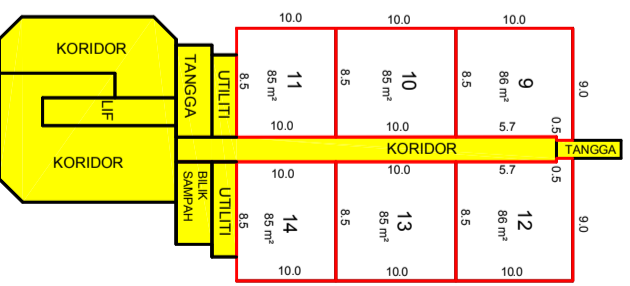 10.0
10.0
10.0
KORIDOR
TANGGA
UTILITI
8.5
11
85 m²
8.5
10
85 m²
8.5
9
86 m²
9.0
LIF
10.0
10.0
5.7
0.5
KORIDOR
TANGGA
KORIDOR
BILIK
SAMPAH
UTILITI
10.0
10.0
5.7
0.5
8.5
14
85 m²
8.5
13
85 m²
8.5
12
86 m²
9.0
10.0
10.0
10.0